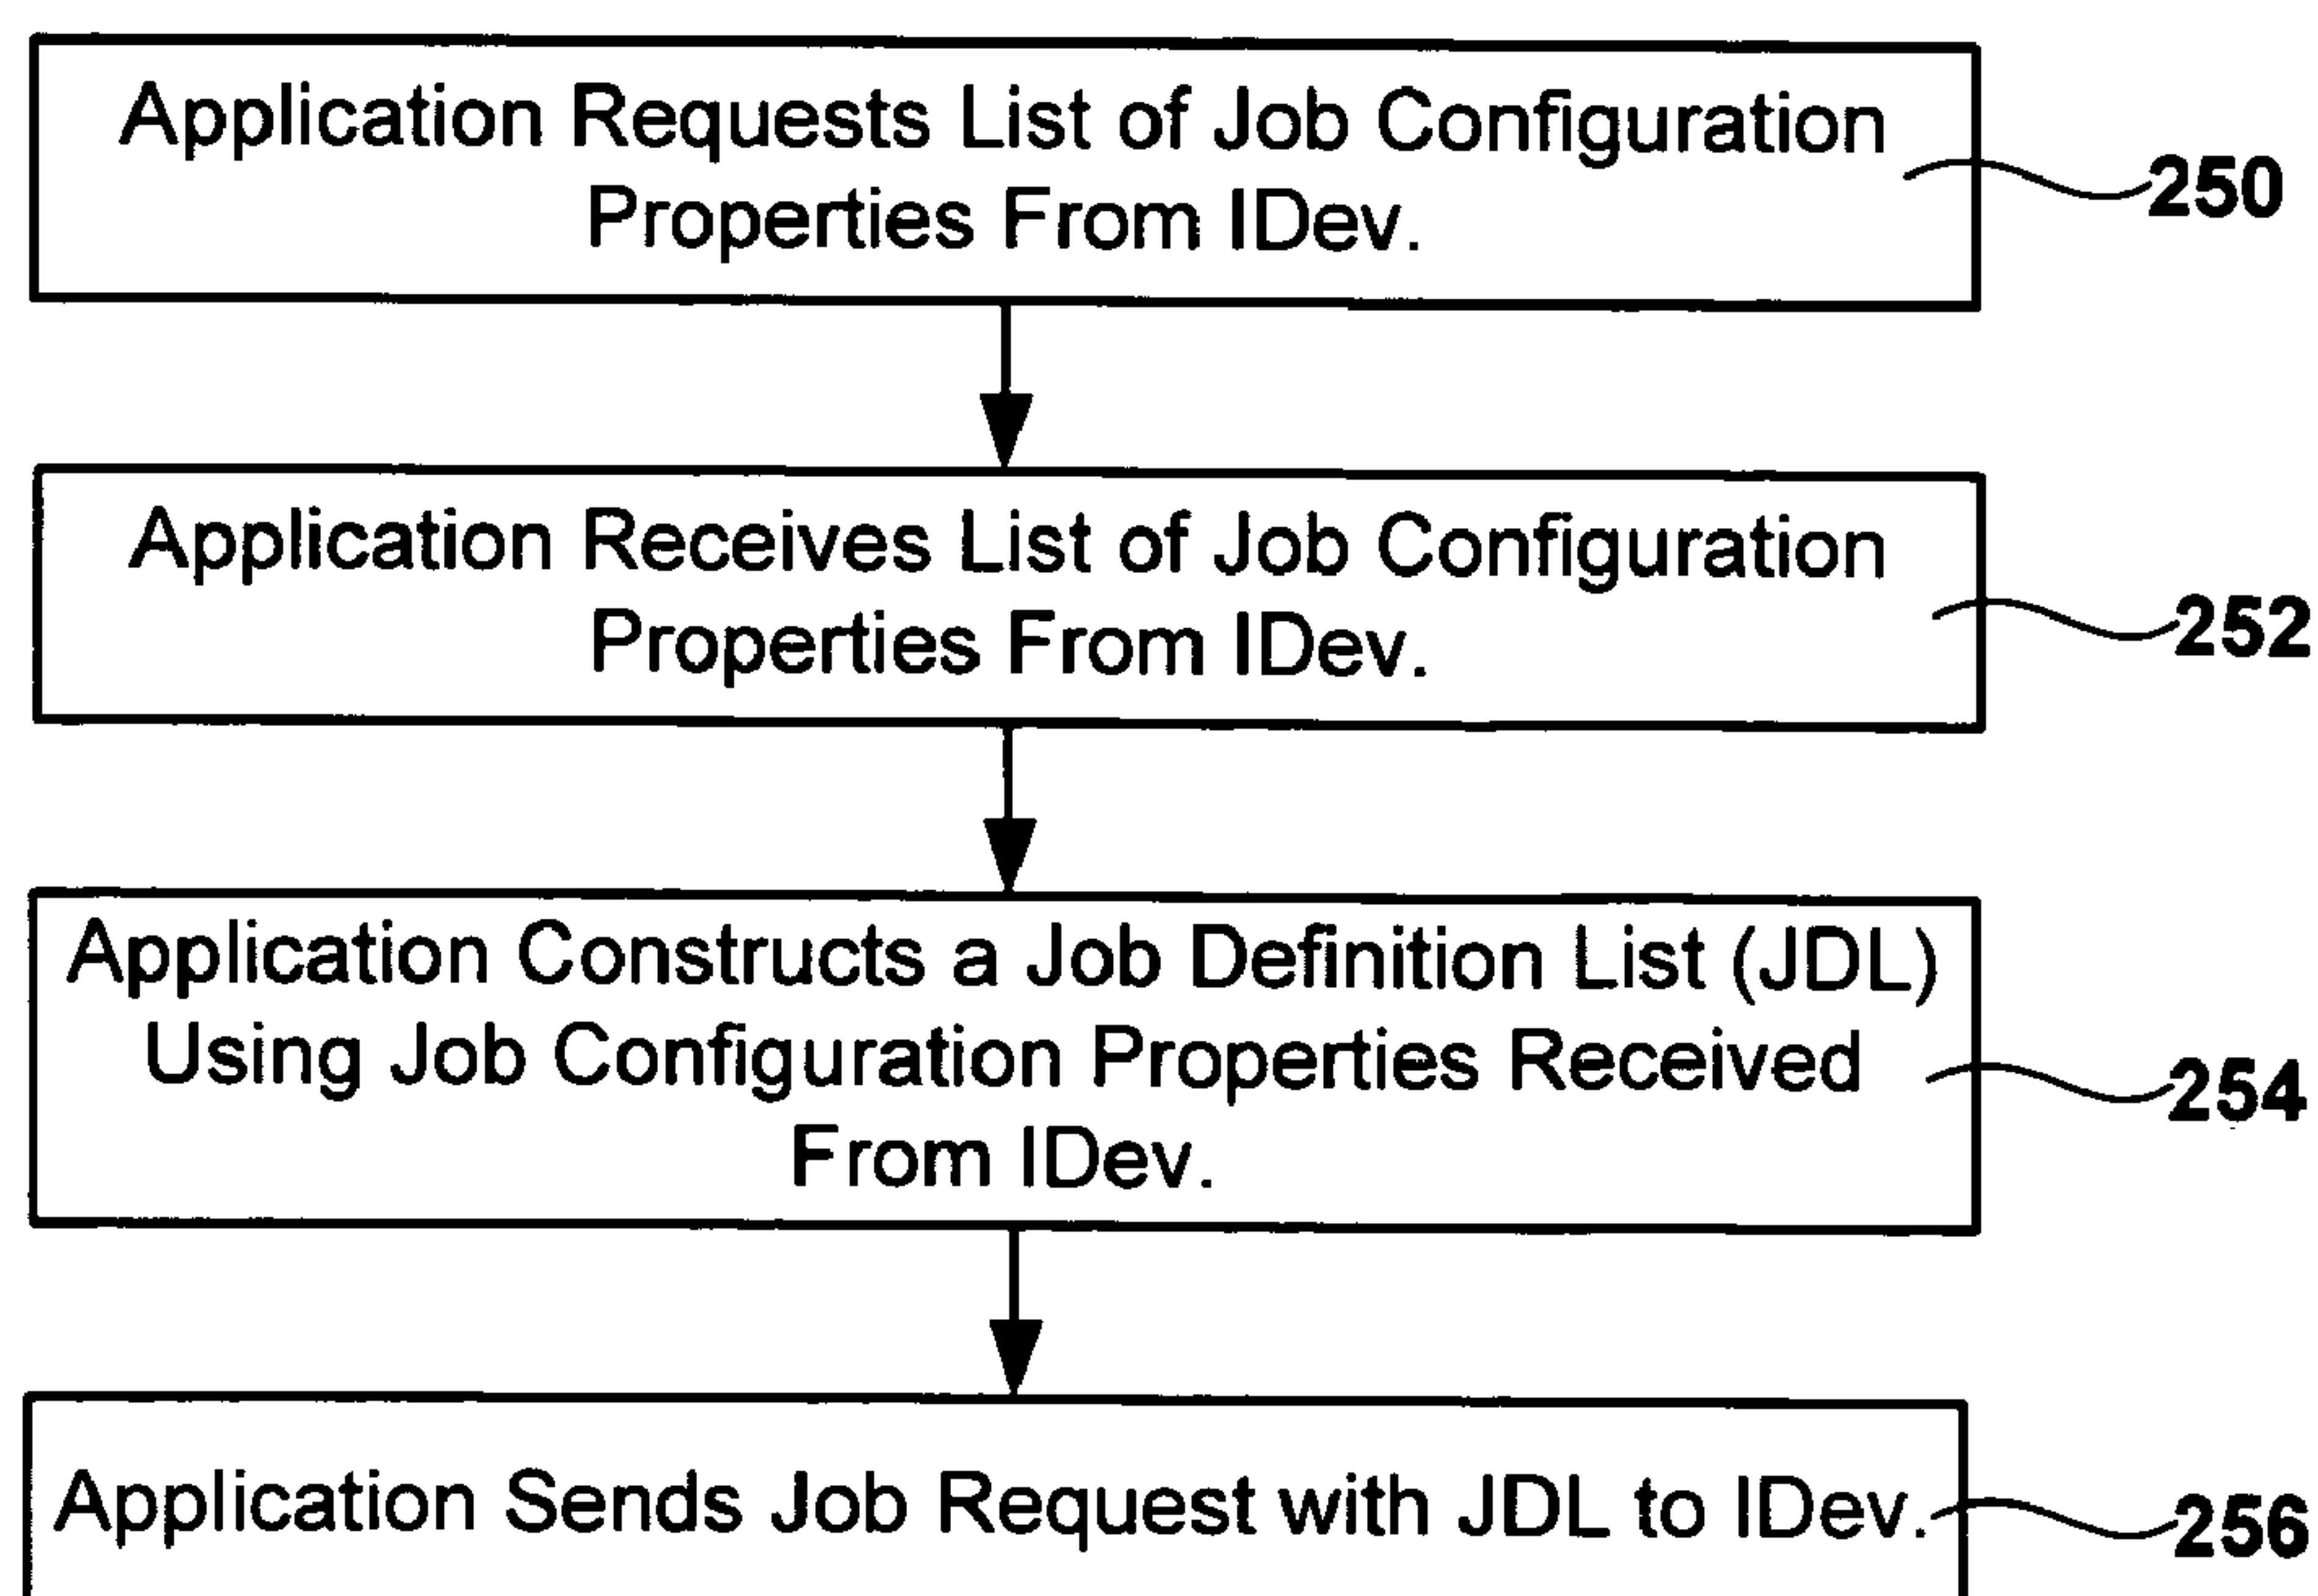 Application Requests List of Job Configuration
Properties From IDev.
250
Application Receives List of Job Configuration
Properties From IDev.
252
Application Constructs a Job Definition List (JDL)
Using Job Configuration Properties Received
From IDev.
254
Application Sends Job Request with JDL to IDev.
256